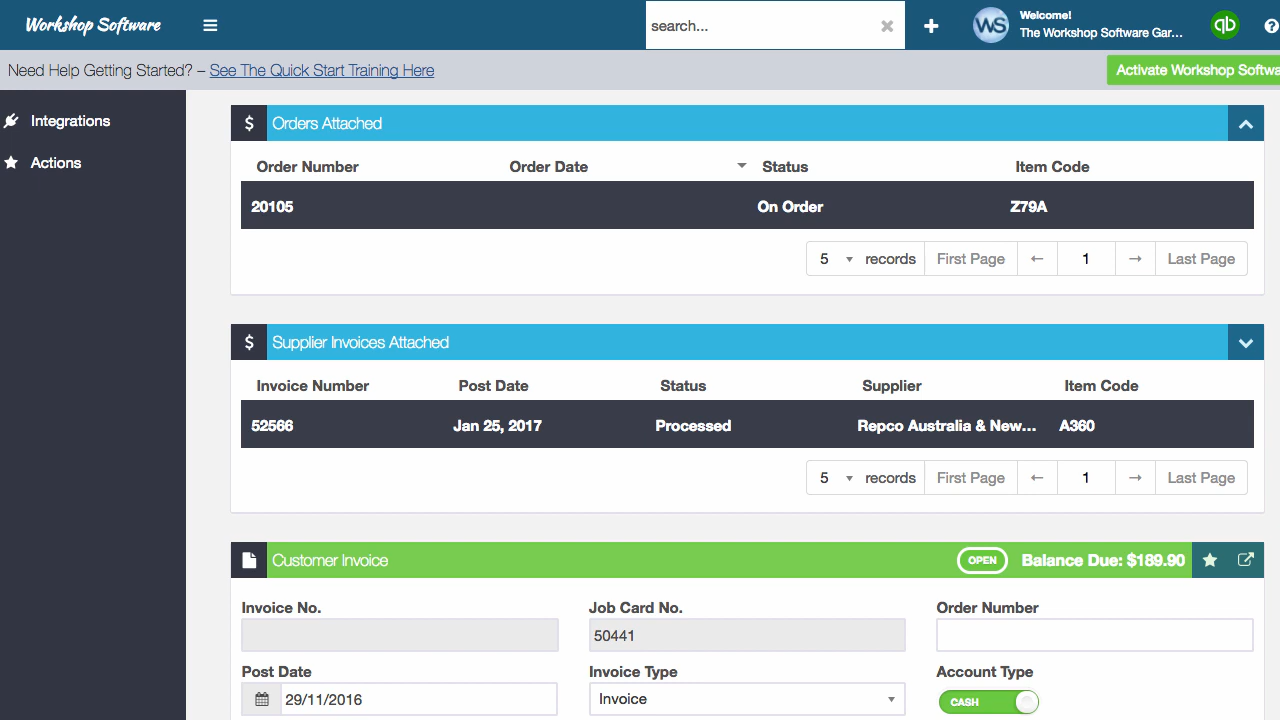 Workshop Software
search...
WS
Welcome!
The Workshop Software Gar...
qb
?
Need Help Getting Started? – See The Quick Start Training Here
Activate Workshop Softwa
Integrations
Actions
$ Orders Attached
Order Number Order Date Status Item Code
20105 On Order Z79A
5 records First Page ← 1 → Last Page
$ Supplier Invoices Attached
Invoice Number Post Date Status Supplier Item Code
52566 Jan 25, 2017 Processed Repco Australia & New... A360
5 records First Page ← 1 → Last Page
Customer Invoice OPEN Balance Due: $189.90
Invoice No. Job Card No. Order Number
50441
Post Date Invoice Type Account Type
29/11/2016 Invoice CASH